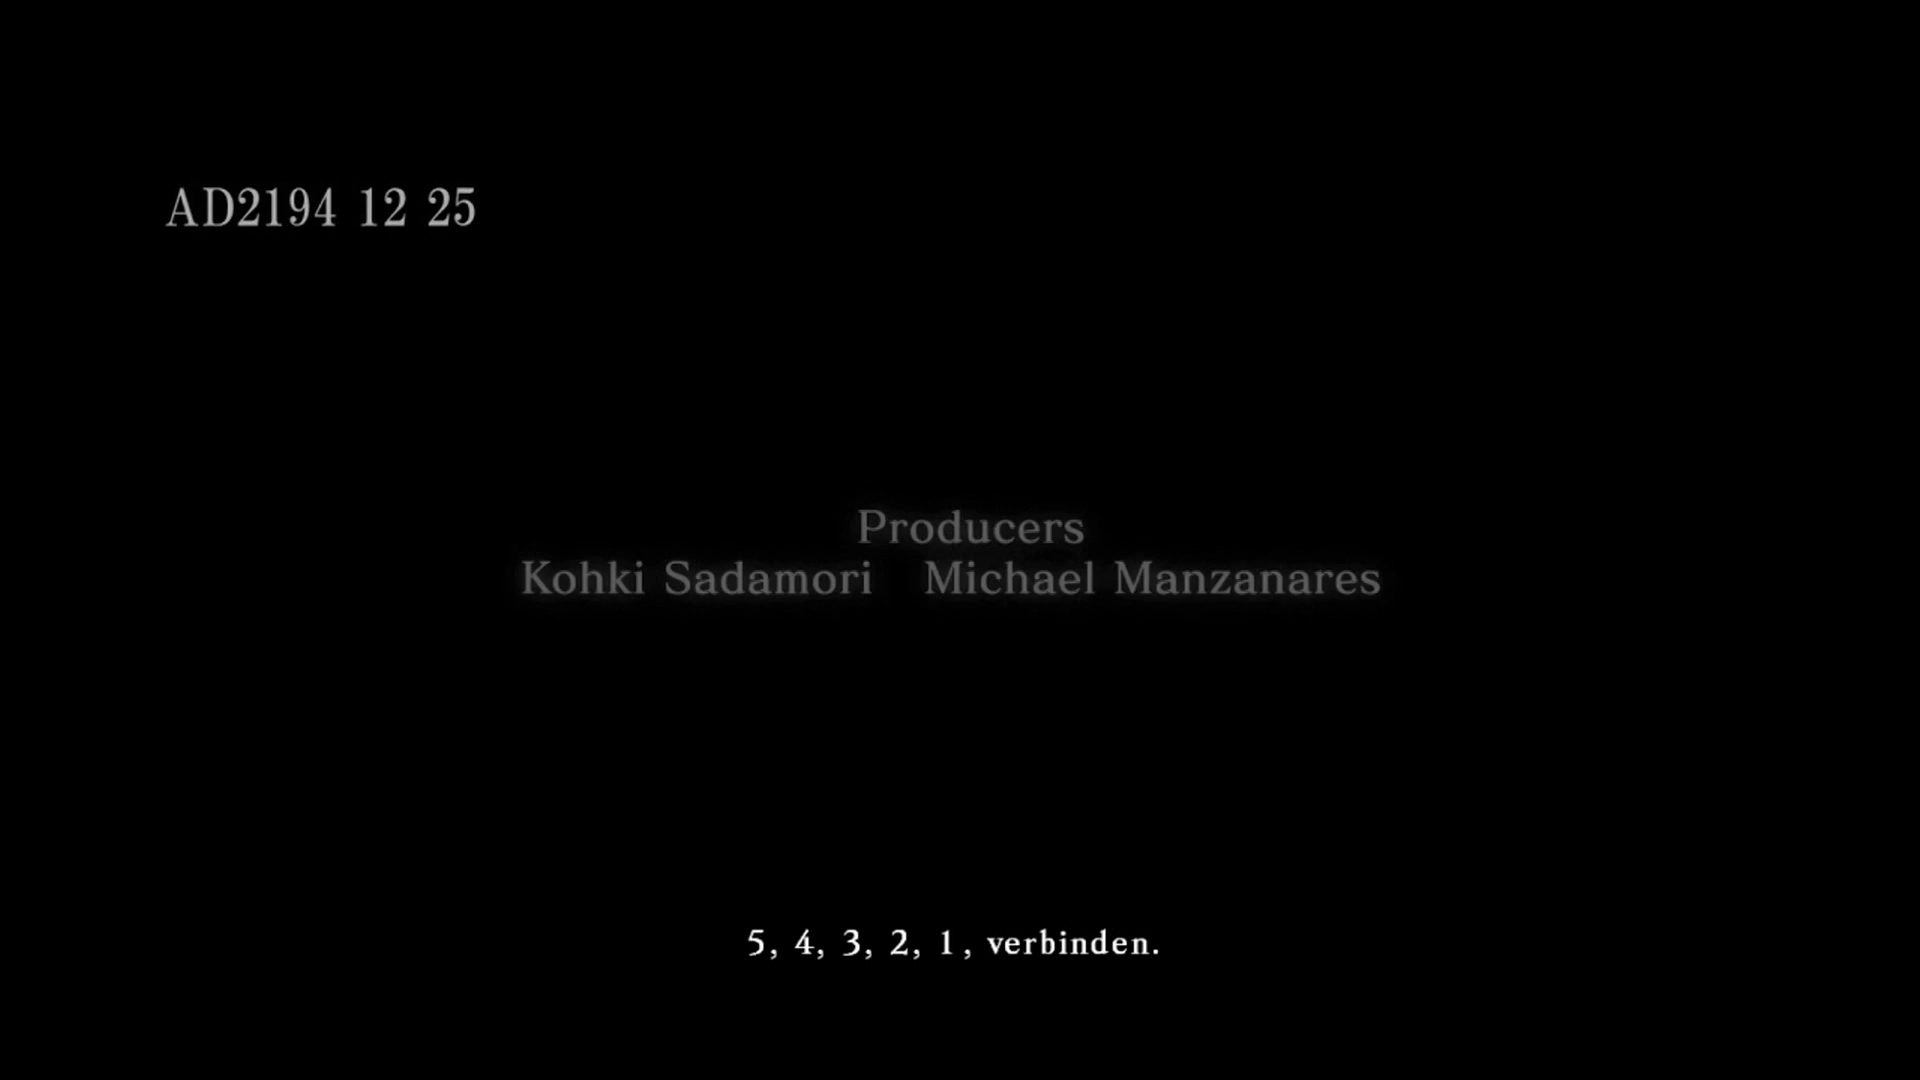 AD2194 12 25
Producers
Kohki Sadamori Michael Manzanares
5, 4, 3, 2, 1, verbinden.